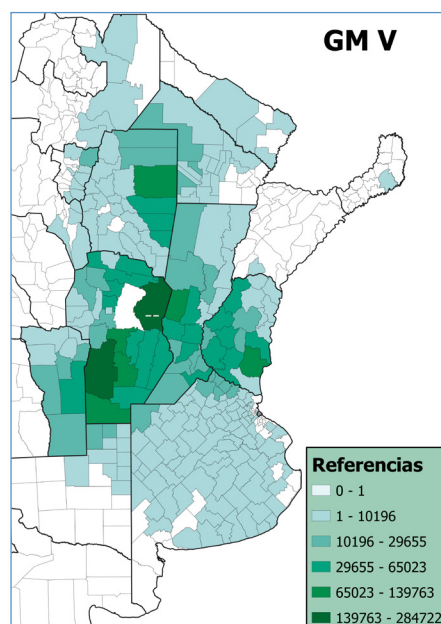 GM V
Referencias
0 - 1
1 - 10196
10196 - 29655
29655 - 65023
65023 - 139763
139763 - 284722